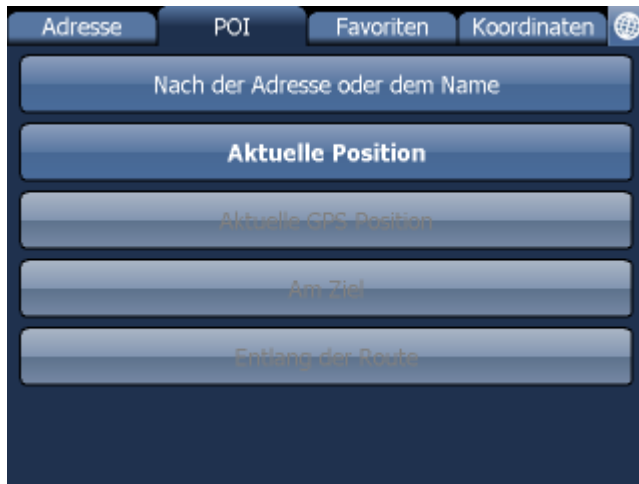 Adresse POI Favoriten Koordinaten
Nach der Adresse oder dem Name
Aktuelle Position
Aktuelle GPS Position
Am Ziel
Entlang der Route